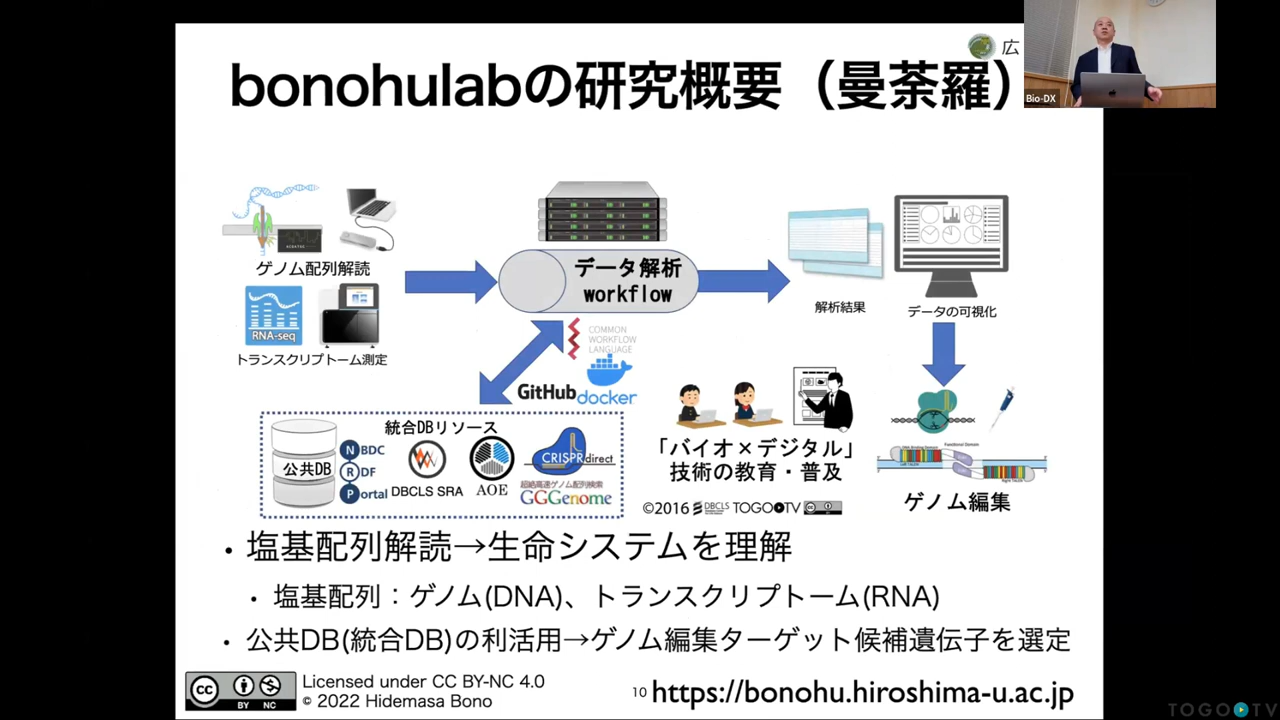 広
bonohulabの研究概要（曼荼羅）
Bio-DX
ゲノム配列解読
RNA-seq
トランスクリプトーム測定
データ解析
workflow
解析結果
データの可視化
COMMON
WORKFLOW
LANGUAGE
GitHub
docker
統合DBリソース
公共DB
NBDC
RDF
Portal
DBCLS SRA
AOE
CRISPRdirect
超絶高速ゲノム配列検索
GGGenome
「バイオ×デジタル」
技術の教育・普及
©2016 DBCLS TOGOTV
Functional Domain
ゲノム編集
・塩基配列解読→生命システムを理解
・塩基配列：ゲノム(DNA)、トランスクリプトーム(RNA)
・公共DB(統合DB)の利活用→ゲノム編集ターゲット候補遺伝子を選定
cc BY NC
Licensed under CC BY-NC 4.0
© 2022 Hidemasa Bono
10
https://bonohu.hiroshima-u.ac.jp
TOGOTV